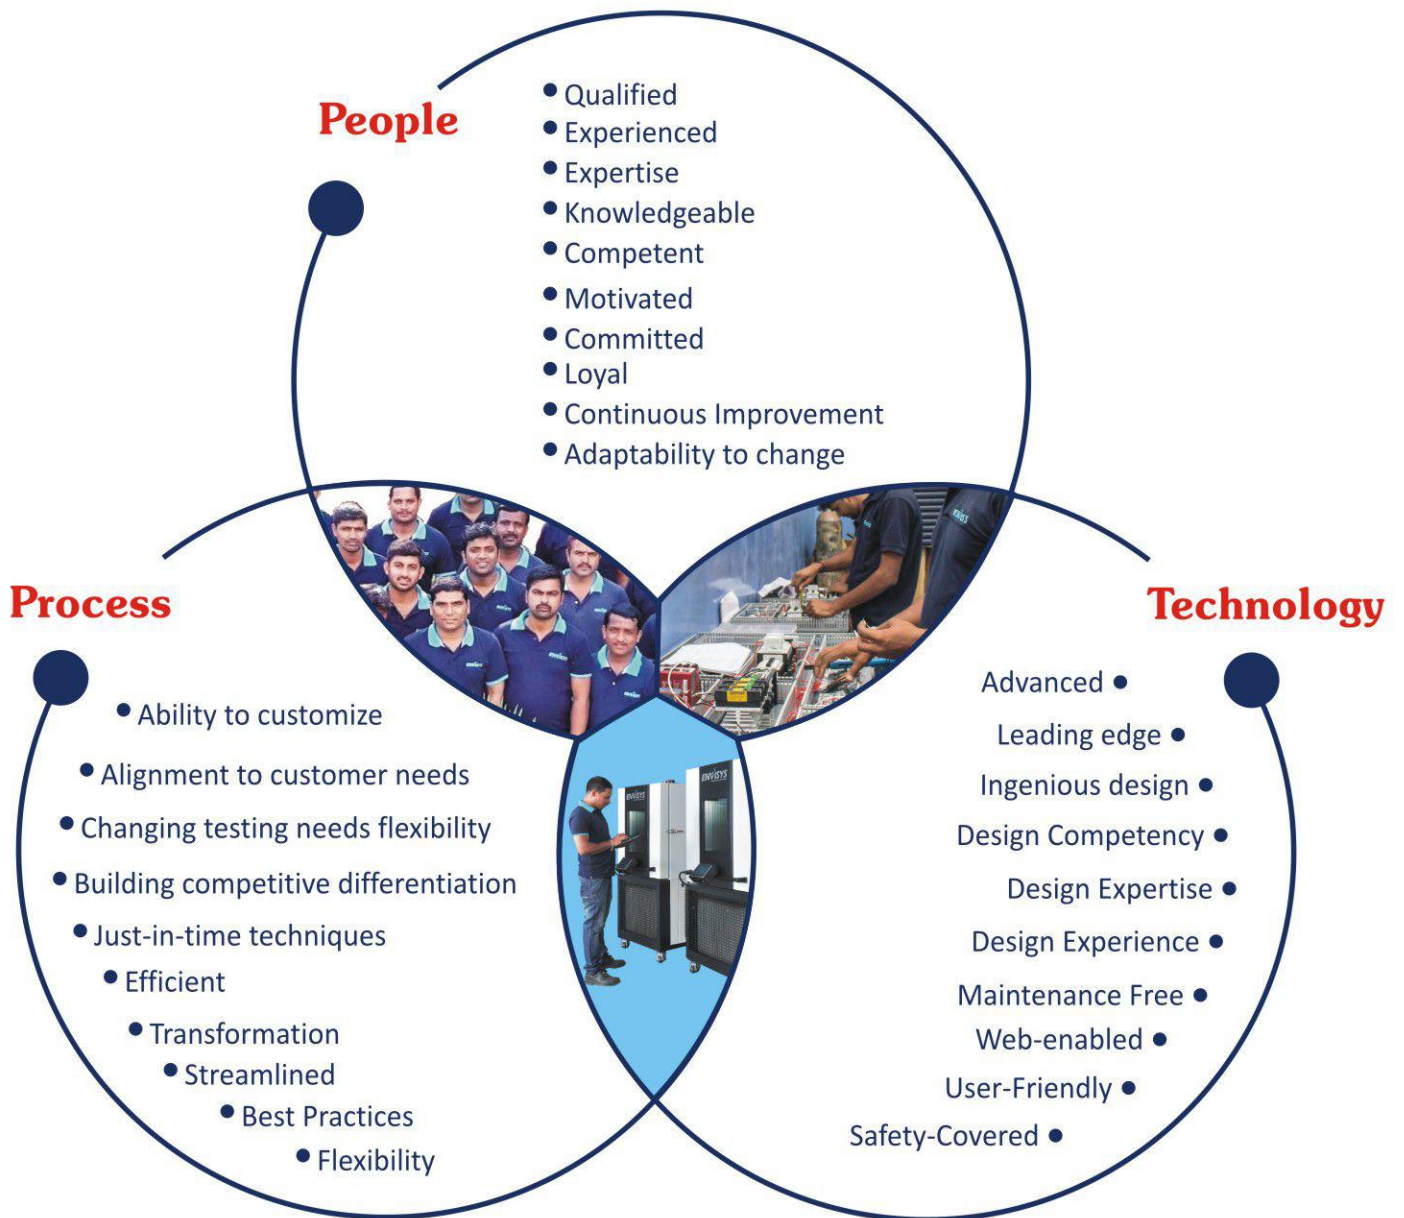 People
Qualified
Experienced
Expertise
Knowledgeable
Competent
Motivated
Committed
Loyal
Continuous Improvement
Adaptability to change
Process
Ability to customize
Alignment to customer needs
Changing testing needs flexibility
Building competitive differentiation
Just-in-time techniques
Efficient
Transformation
Streamlined
Best Practices
Flexibility
Technology
Advanced
Leading edge
Ingenious design
Design Competency
Design Expertise
Design Experience
Maintenance Free
Web-enabled
User-Friendly
Safety-Covered
ENVISYS
ENVISYS